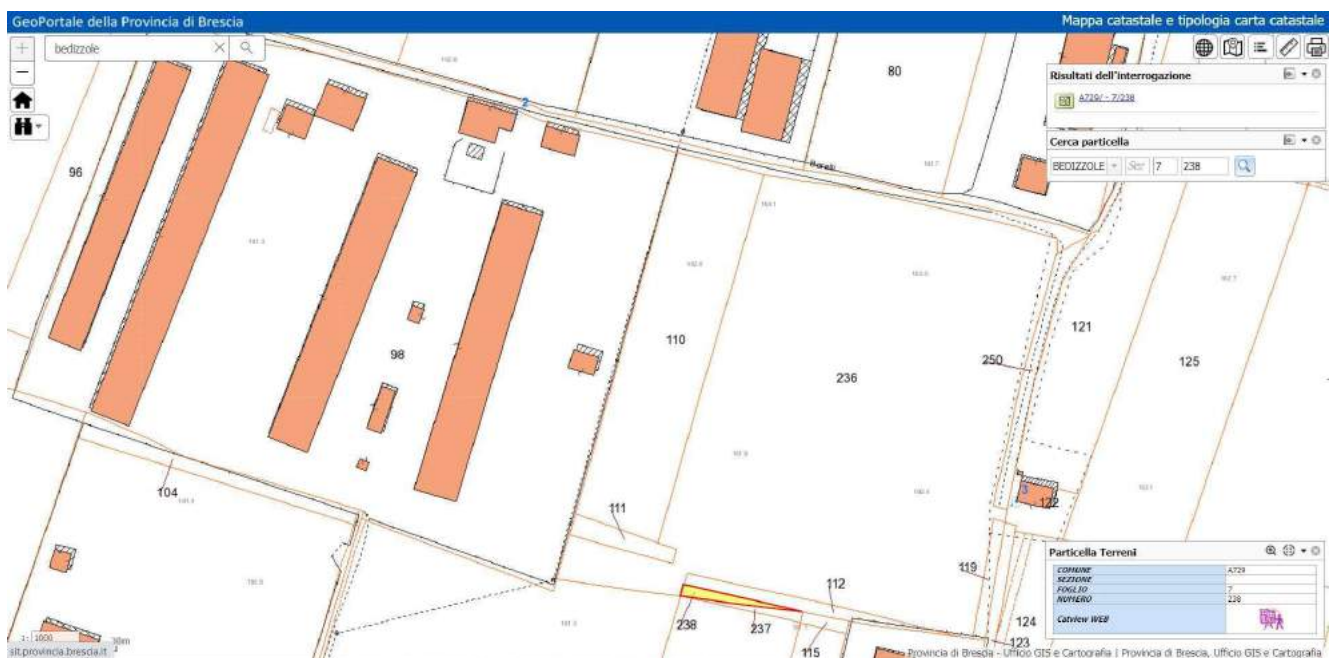 GeoPortale della Provincia di Brescia
Mappa catastale e tipologia carta catastale
bedizzole
Risultati dell'interrogazione
A729/ - 7/238
Cerca particella
BEDIZZOLE Sez 7 238
80
2
96
Barelli
98
110
236
250
121
125
104
111
3
122
119
112
238
237
115
124
123
Particella Terreni
COMUNE A729
SEZIONE
FOGLIO 7
NUMERO 238
Catview WEB
1: 1000
sit.provincia.brescia.it
Provincia di Brescia - Ufficio GIS e Cartografia | Provincia di Brescia, Ufficio GIS e Cartografia